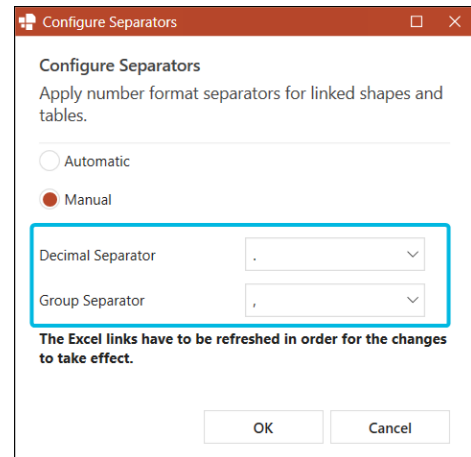 Configure Separators
Configure Separators
Apply number format separators for linked shapes and
tables.
Automatic
Manual
Decimal Separator .
Group Separator ,
The Excel links have to be refreshed in order for the changes
to take effect.
OK Cancel